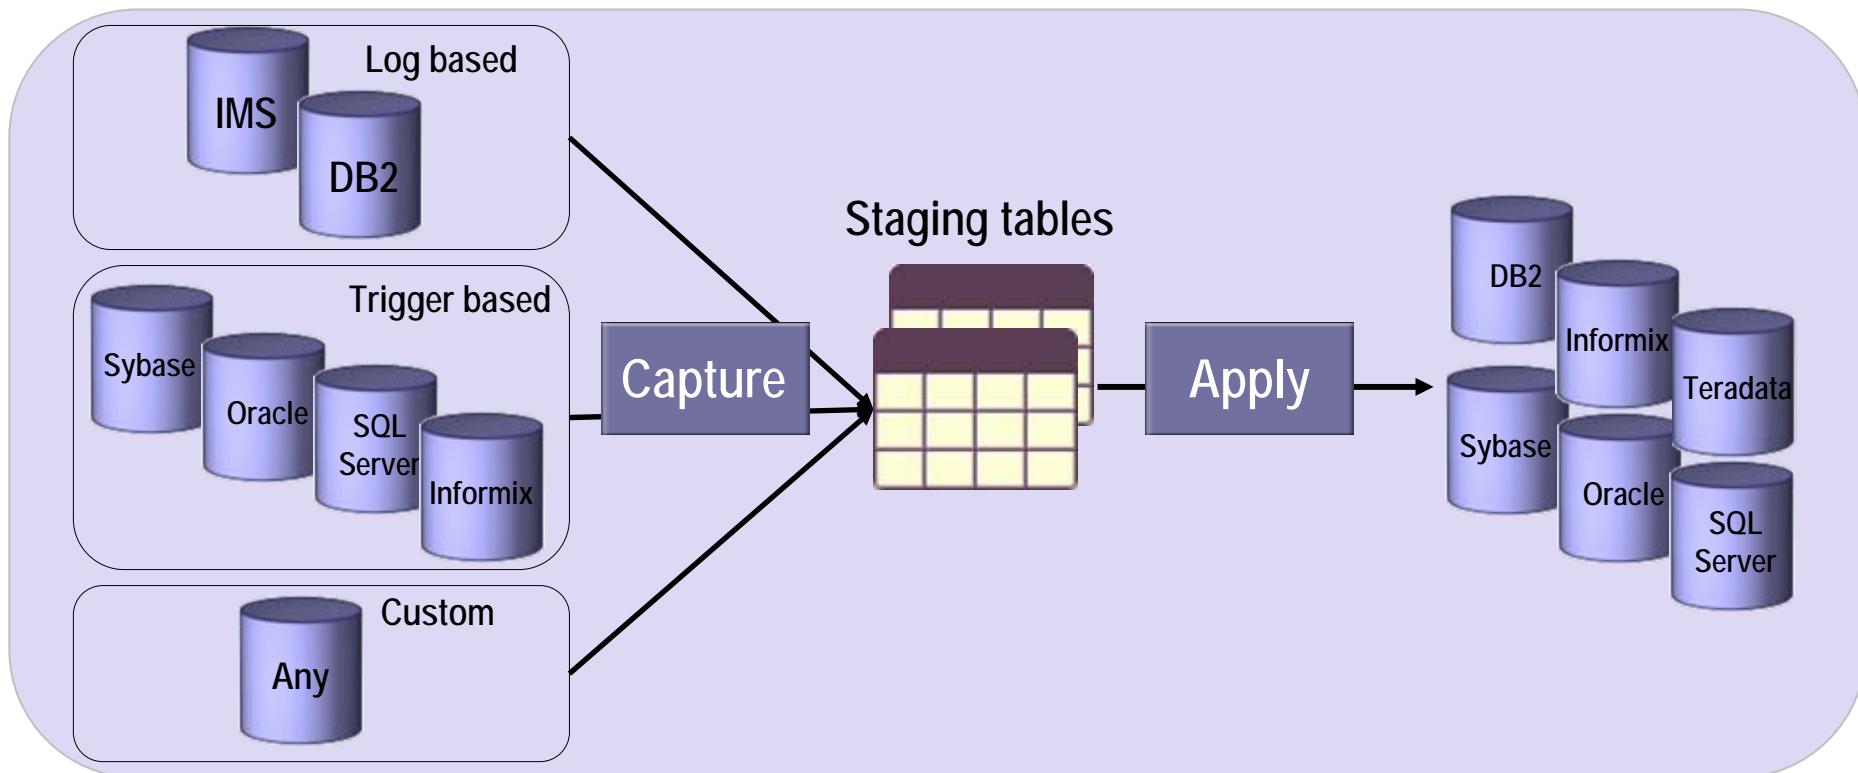 Log based
IMS
DB2
Trigger based
Sybase
Oracle
SQL
Server
Informix
Custom
Any
Capture
Staging tables
Apply
DB2
Informix
Teradata
Sybase
Oracle
SQL
Server